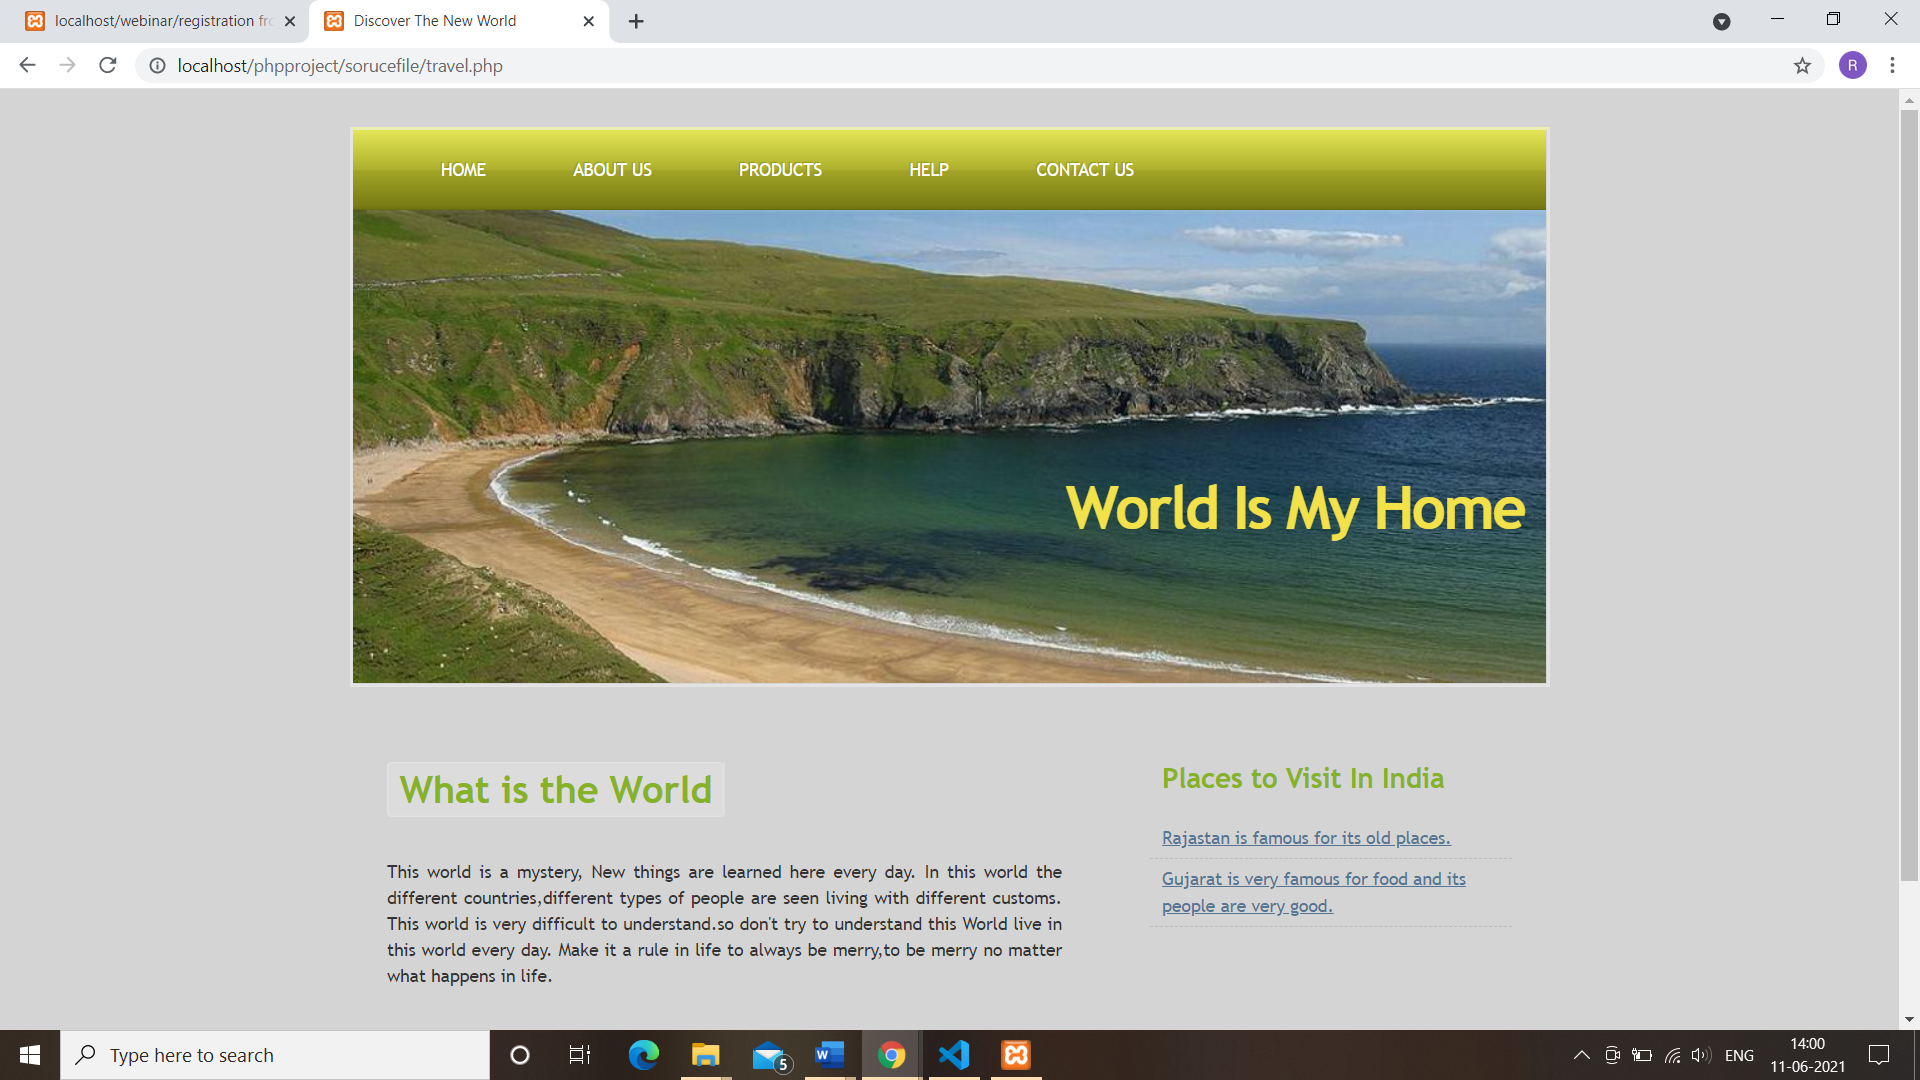 localhost/webinar/registration fro
Discover The New World
localhost/phpproject/sorucefile/travel.php
R
HOME ABOUT US PRODUCTS HELP CONTACT US
World Is My Home
What is the World
This world is a mystery, New things are learned here every day. In this world the
different countries,different types of people are seen living with different customs.
This world is very difficult to understand.so don't try to understand this World live in
this world every day. Make it a rule in life to always be merry,to be merry no matter
what happens in life.
Places to Visit In India
Rajastan is famous for its old places.
Gujarat is very famous for food and its
people are very good.
Type here to search
5
W
ENG
14:00
11-06-2021